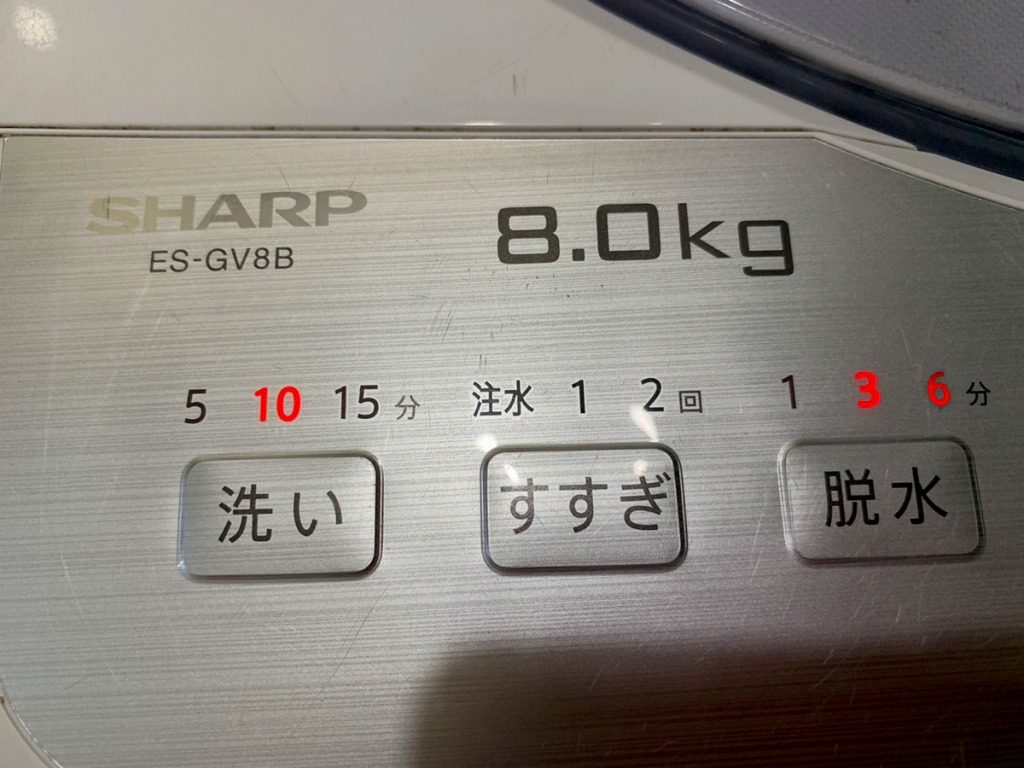 SHARP
ES-GV8B
8.0kg
5 10 15 分
注水 1 2 回
1 3 6 分
洗い
すすぎ
脱水